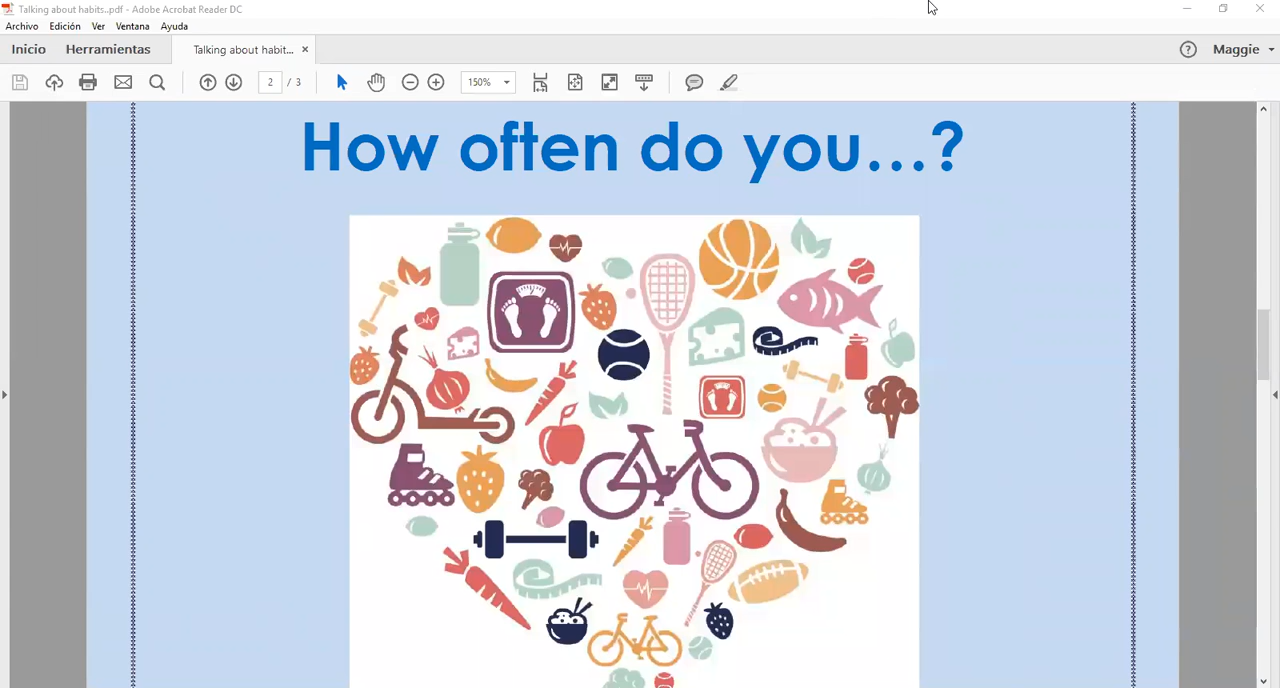 Talking about habits..pdf - Adobe Acrobat Reader DC
Archivo Edición Ver Ventana Ayuda
Inicio Herramientas Talking about habit... × Maggie
2 / 3 150%
How often do you...?